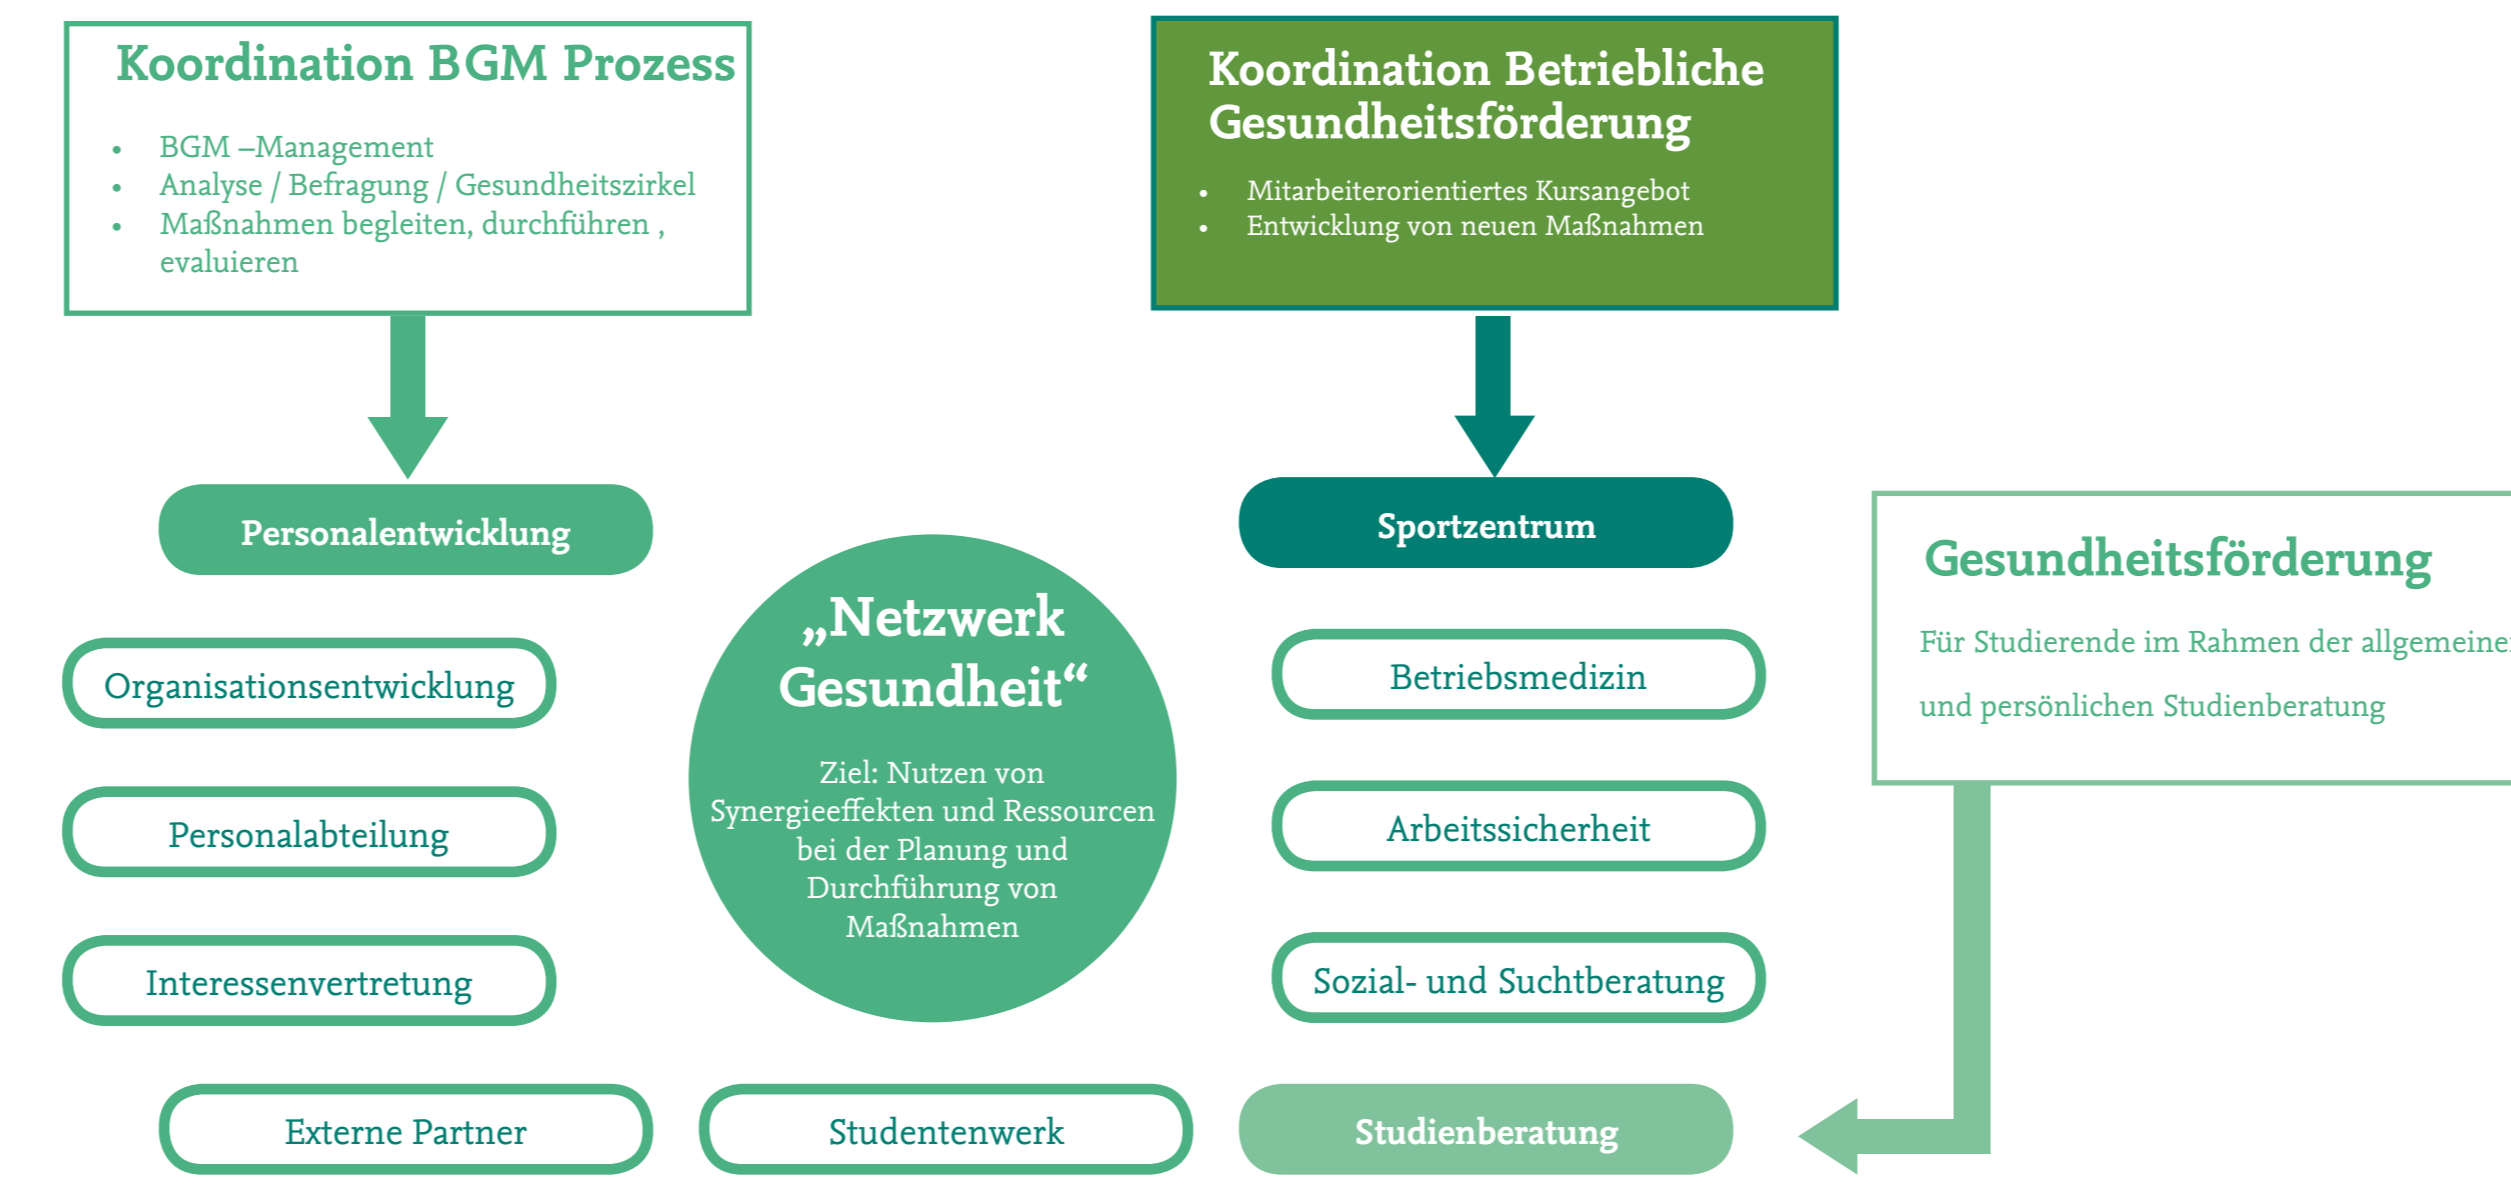 Koordination BGM Prozess
• BGM –Management
• Analyse / Befragung / Gesundheitszirkel
• Maßnahmen begleiten, durchführen ,
evaluieren
Koordination Betriebliche
Gesundheitsförderung
• Mitarbeiterorientiertes Kursangebot
• Entwicklung von neuen Maßnahmen
Personalentwicklung
Organisationsentwicklung
Personalabteilung
Interessenvertretung
„Netzwerk
Gesundheit“
Ziel: Nutzen von
Synergieeffekten und Ressourcen
bei der Planung und
Durchführung von
Maßnahmen
Sportzentrum
Betriebsmedizin
Arbeitssicherheit
Sozial- und Suchtberatung
Gesundheitsförderung
Für Studierende im Rahmen der
und persönlichen Studienberatung
Externe Partner
Studentenwerk
Studienberatung